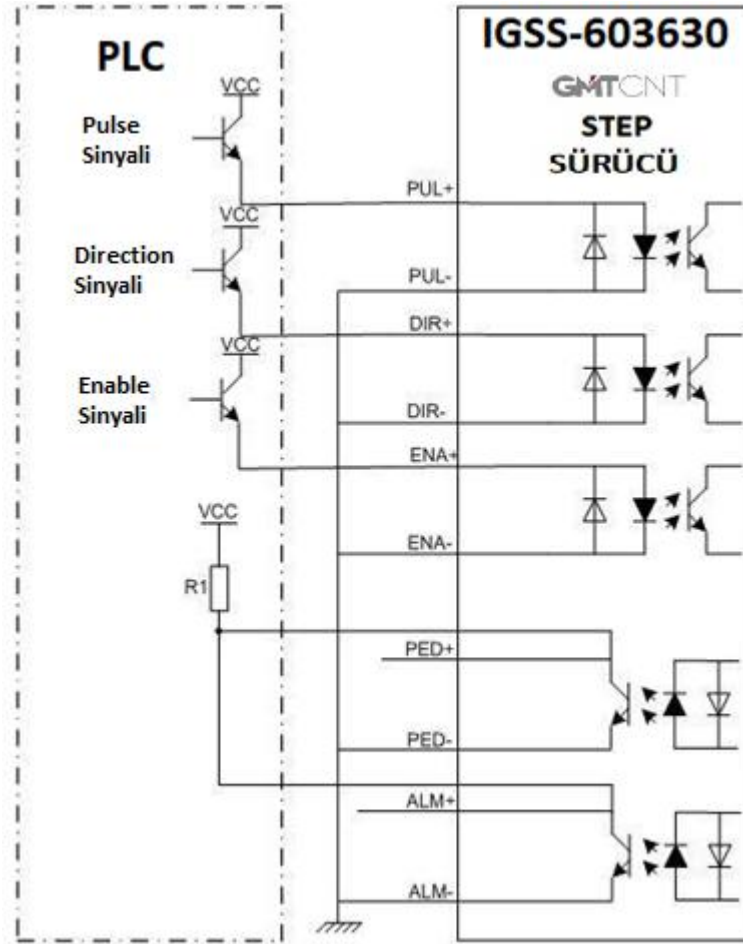 PLC
VCC
Pulse
Sinyali
VCC
Direction
Sinyali
VCC
Enable
Sinyali
VCC
R1
IGSS-603630
GMTCNT
STEP
SÜRÜCÜ
PUL+
PUL-
DIR+
DIR-
ENA+
ENA-
PED+
PED-
ALM+
ALM-